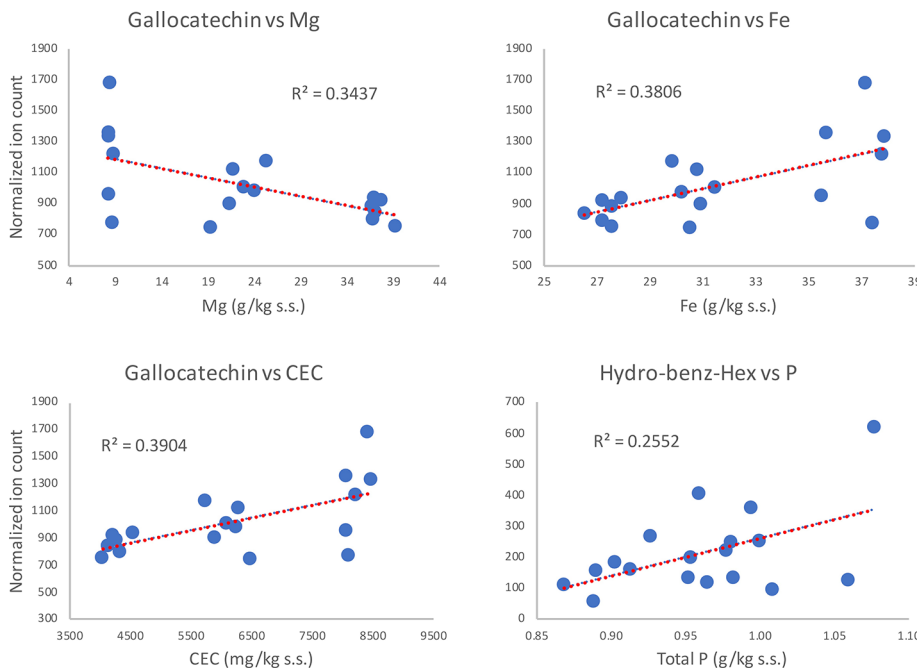 Gallocatechin vs Mg
Normalized ion count
1900
1700
1500
1300
1100
900
700
500
R² = 0.3437
4 9 14 19 24 29 34 39 44
Mg (g/kg s.s.)
Gallocatechin vs Fe
1900
1700
1500
1300
1100
900
700
500
R² = 0.3806
25 27 29 31 33 35 37 39
Fe (g/kg s.s.)
Gallocatechin vs CEC
Normalized ion count
1900
1700
1500
1300
1100
900
700
500
300
R² = 0.3904
3500 4500 5500 6500 7500 8500 9500
CEC (mg/kg s.s.)
Hydro-benz-Hex vs P
700
600
500
400
300
200
100
0
R² = 0.2552
0.85 0.90 0.95 1.00 1.05 1.10
Total P (g/kg s.s.)